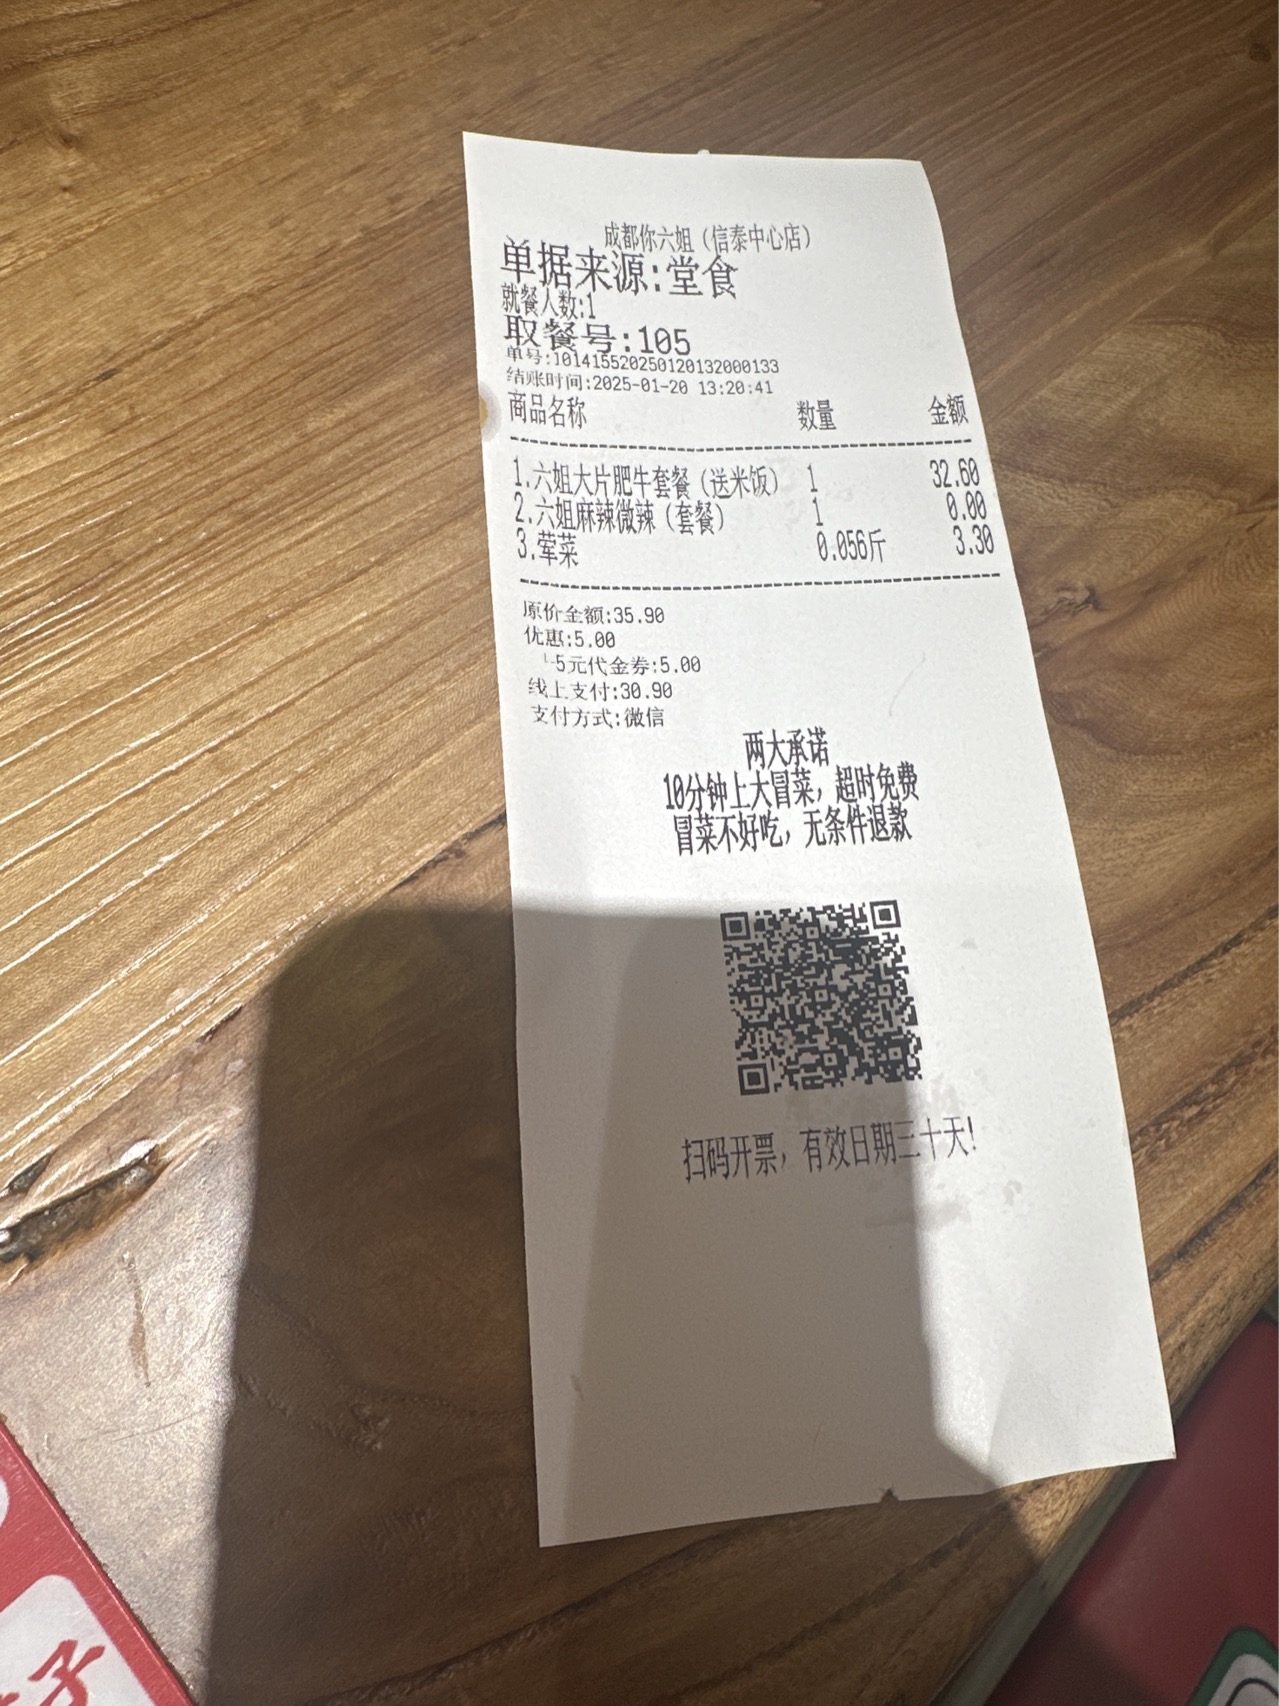 成都你六姐（信泰中心店）
单据来源:堂食
就餐人数:1
取餐号:105
单号:101415520250120132000133
结账时间:2025-01-20 13:20:41
商品名称 数量 金额
1.六姐大片肥牛套餐（送米饭） 1 32.60
2.六姐麻辣微辣（套餐） 1 0.00
3.荤菜 0.056斤 3.30
原价金额:35.90
优惠:5.00
└5元代金券:5.00
线上支付:30.90
支付方式:微信
两大承诺
10分钟上大冒菜，超时免费
冒菜不好吃，无条件退款
扫码开票，有效日期三十天!
子